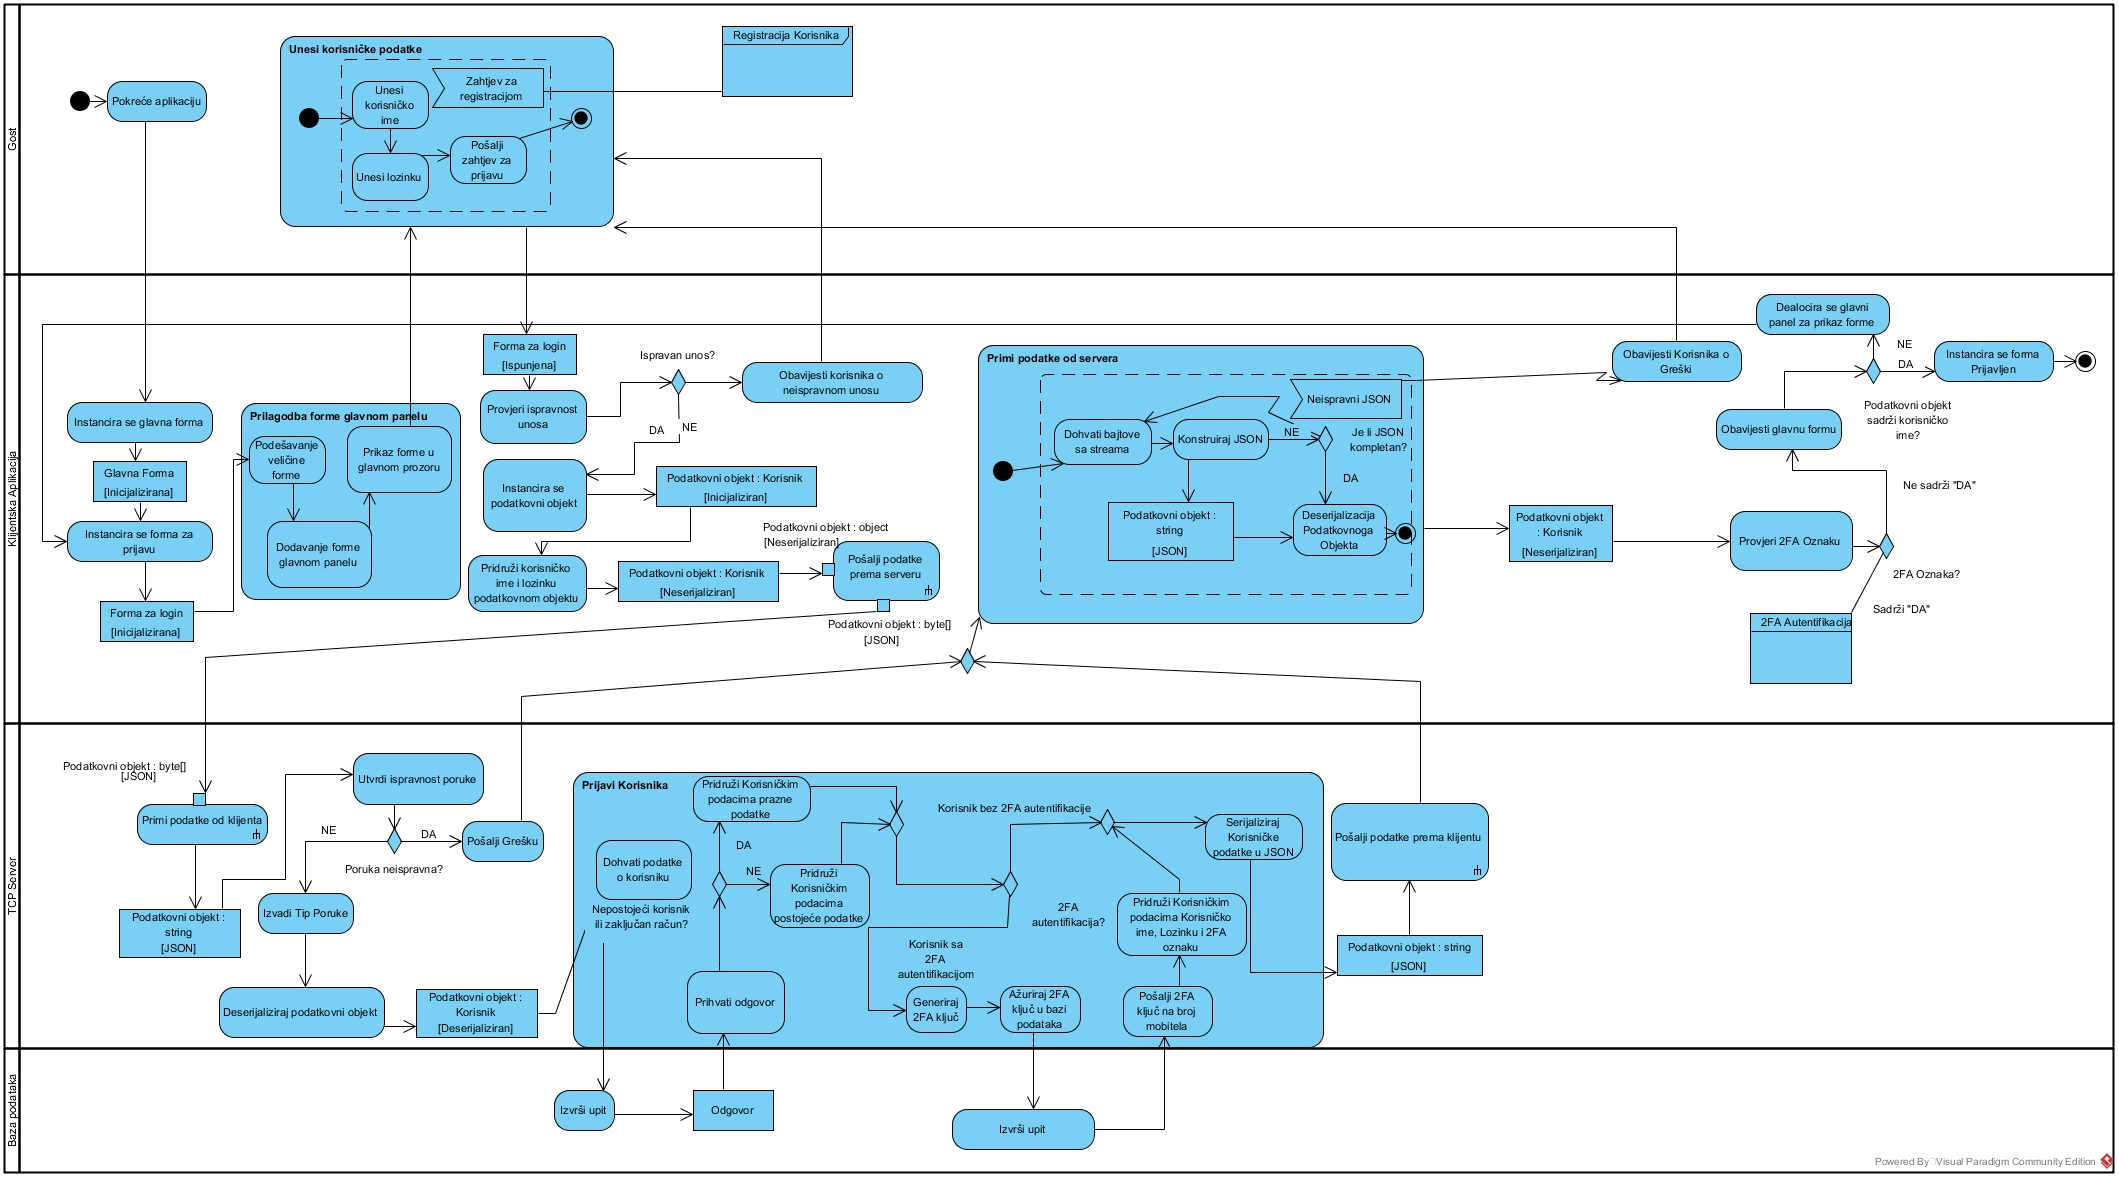 Gost
Pokreće aplikaciju
Unesi korisničke podatke
Unesi
korisničko
ime
Zahtjev za
registracijom
Unesi lozinku
Pošalji
zahtjev za
prijavu
Registracija Korisnika
Klijentska Aplikacija
Instancira se glavna forma
Glavna Forma
[Inicijalizirana]
Instancira se forma za
prijavu
Forma za login
[Inicijalizirana]
Prilagodba forme glavnom panelu
Podešavanje
veličine
forme
Prikaz forme u
glavnom prozoru
Dodavanje forme
glavnom panelu
Forma za login
[Ispunjena]
Provjeri ispravnost
unosa
Ispravan unos?
DA
NE
Obavijesti korisnika o
neispravnom unosu
Instancira se
podatkovni objekt
Podatkovni objekt : Korisnik
[Inicijaliziran]
Pridruži korisničko
ime i lozinku
podatkovnom objektu
Podatkovni objekt : Korisnik
[Neserijaliziran]
Podatkovni objekt : object
[Neserijaliziran]
Pošalji podatke
prema serveru
Podatkovni objekt : byte[]
[JSON]
Primi podatke od servera
Neispravni JSON
Dohvati bajtove
sa streama
Konstruiraj JSON
NE
Je li JSON
kompletan?
DA
Podatkovni objekt :
string
[JSON]
Deserijalizacija
Podatkovnoga
Objekta
Obavijesti Korisnika o
Greški
Podatkovni objekt
: Korisnik
[Neserijaliziran]
Provjeri 2FA Oznaku
2FA Oznaka?
Sadrži "DA"
Ne sadrži "DA"
2FA Autentifikacija
Obavijesti glavnu formu
Podatkovni objekt
sadrži korisničko
ime?
NE
DA
Dealocira se glavni
panel za prikaz forme
Instancira se forma
Prijavljen
TCP Server
Podatkovni objekt : byte[]
[JSON]
Primi podatke od klijenta
Podatkovni objekt :
string
[JSON]
Utvrdi ispravnost poruke
NE
DA
Poruka neispravna?
Pošalji Grešku
Izvadi Tip Poruke
Deserijaliziraj podatkovni objekt
Podatkovni objekt :
Korisnik
[Deserijaliziran]
Prijavi Korisnika
Dohvati podatke
o korisniku
Nepostojeći korisnik
ili zaključan račun?
Pridruži Korisničkim
podacima prazne
podatke
DA
NE
Pridruži
Korisničkim
podacima
postojeće podatke
Prihvati odgovor
Korisnik bez 2FA autentifikacije
2FA
autentifikacija?
Korisnik sa
2FA
autentifikacijom
Generiraj
2FA ključ
Ažuriraj 2FA
ključ u bazi
podataka
Pošalji 2FA
ključ na broj
mobitela
Pridruži Korisničkim
podacima Korisničko
ime, Lozinku i 2FA
oznaku
Serijaliziraj
Korisničke
podatke u JSON
Pošalji podatke prema klijentu
Podatkovni objekt : string
[JSON]
Baza podataka
Izvrši upit
Odgovor
Izvrši upit
Powered By Visual Paradigm Community Edition